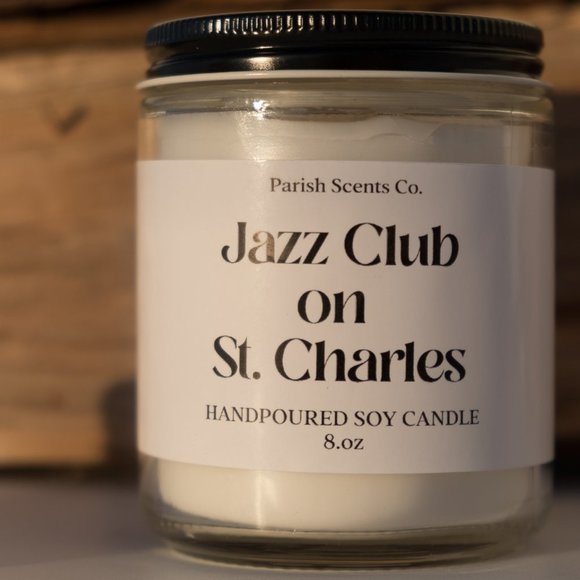 Parish Scents Co.
Jazz Club
on
St. Charles
HANDPOURED SOY CANDLE
8.oz